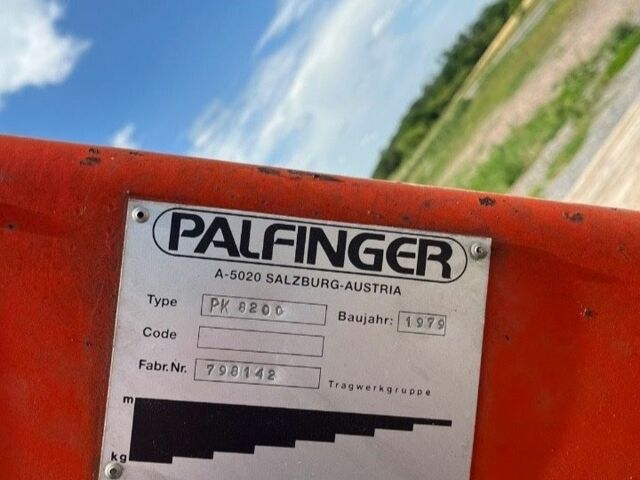 PALFINGER
A-5020 SALZBURG-AUSTRIA
Type PK 8200 Baujahr: 1979
Code
Fabr.Nr. 798142
Tragwerkgruppe
m
kg